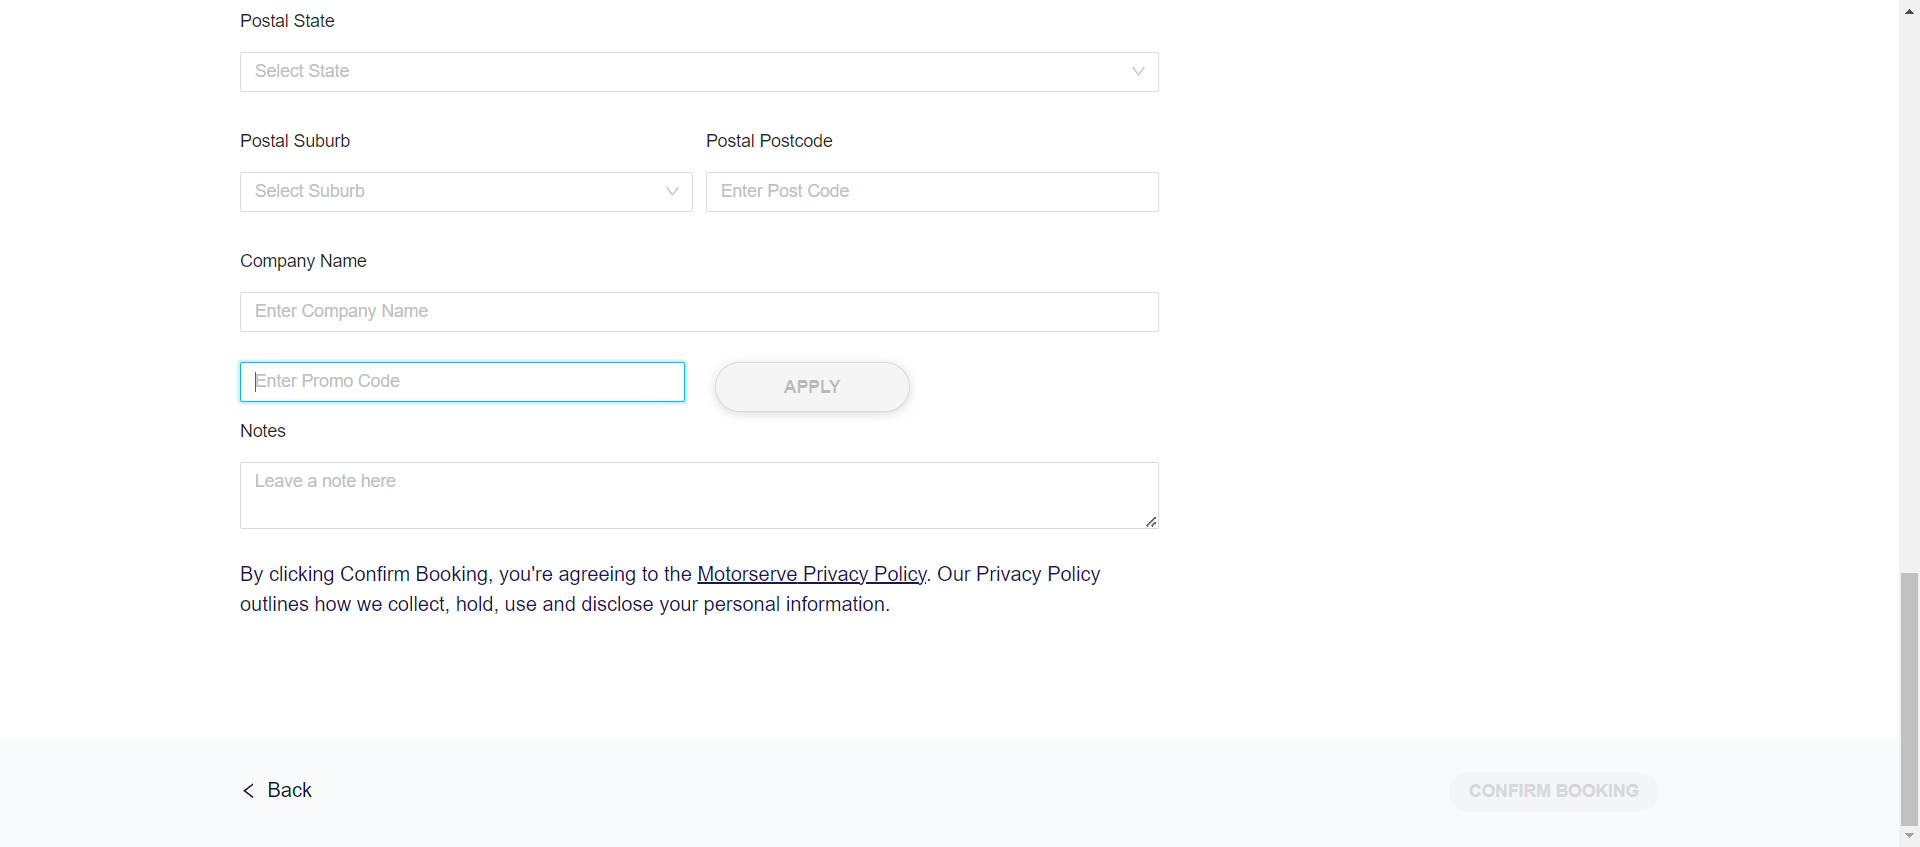 Postal State
Select State
Postal Suburb
Postal Postcode
Select Suburb
Enter Post Code
Company Name
Enter Company Name
Enter Promo Code
APPLY
Notes
Leave a note here
By clicking Confirm Booking, you're agreeing to the Motorserve Privacy Policy. Our Privacy Policy
outlines how we collect, hold, use and disclose your personal information.
Back
CONFIRM BOOKING